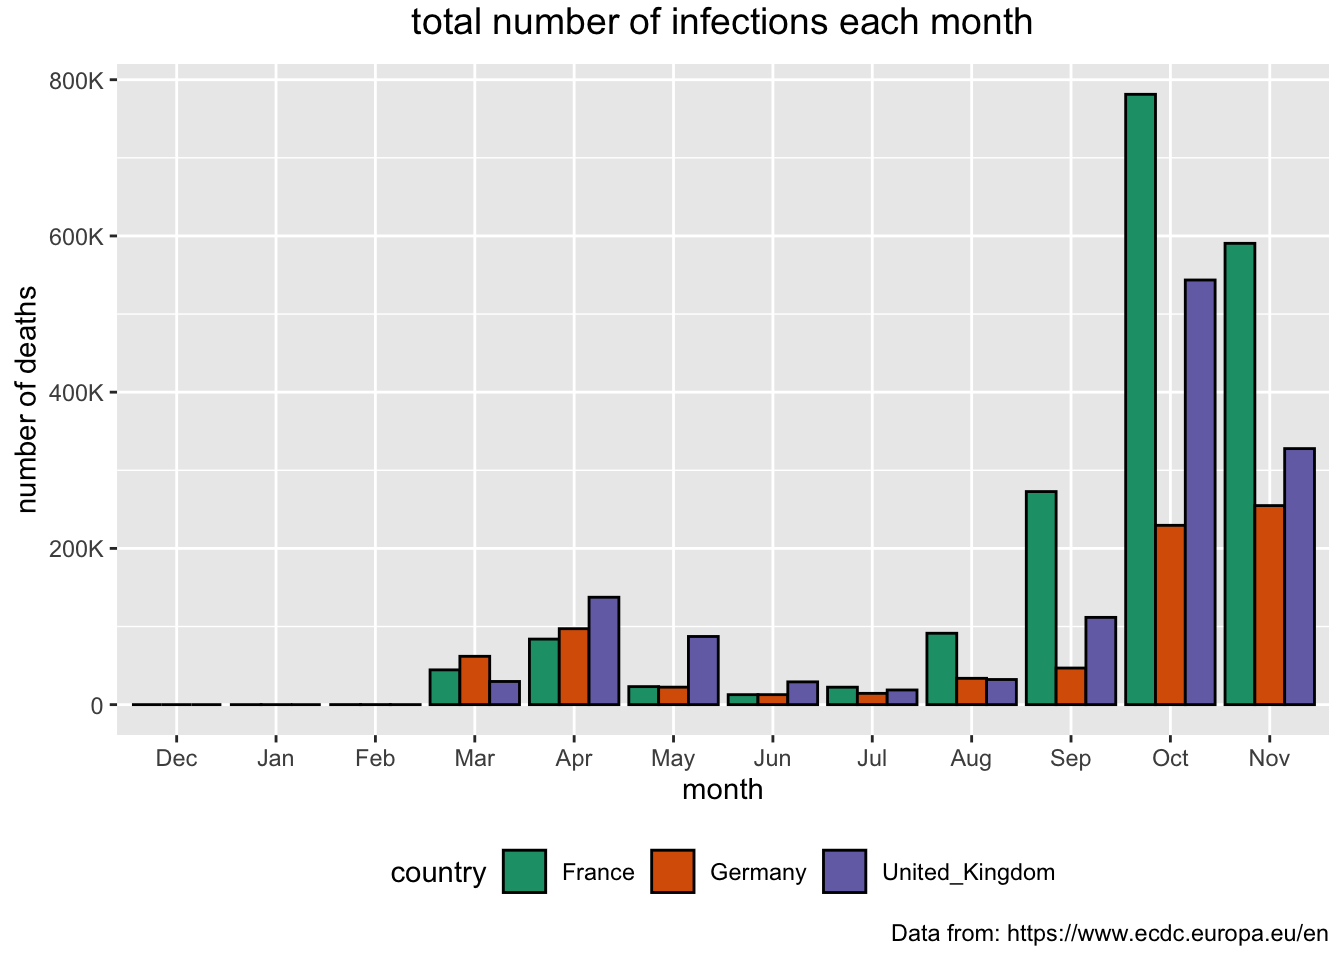 total number of infections each month
800K
600K
400K
200K
0
number of deaths
Dec Jan Feb Mar Apr May Jun Jul Aug Sep Oct Nov
month
country France Germany United_Kingdom
Data from: https://www.ecdc.europa.eu/en